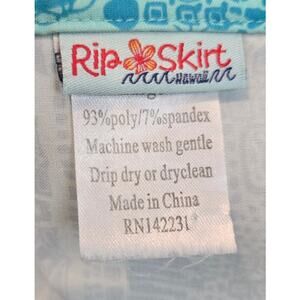 Rip Skirt
Hawaii
93%poly/7%spandex
Machine wash gentle
Drip dry or dryclean
Made in China
RN142231